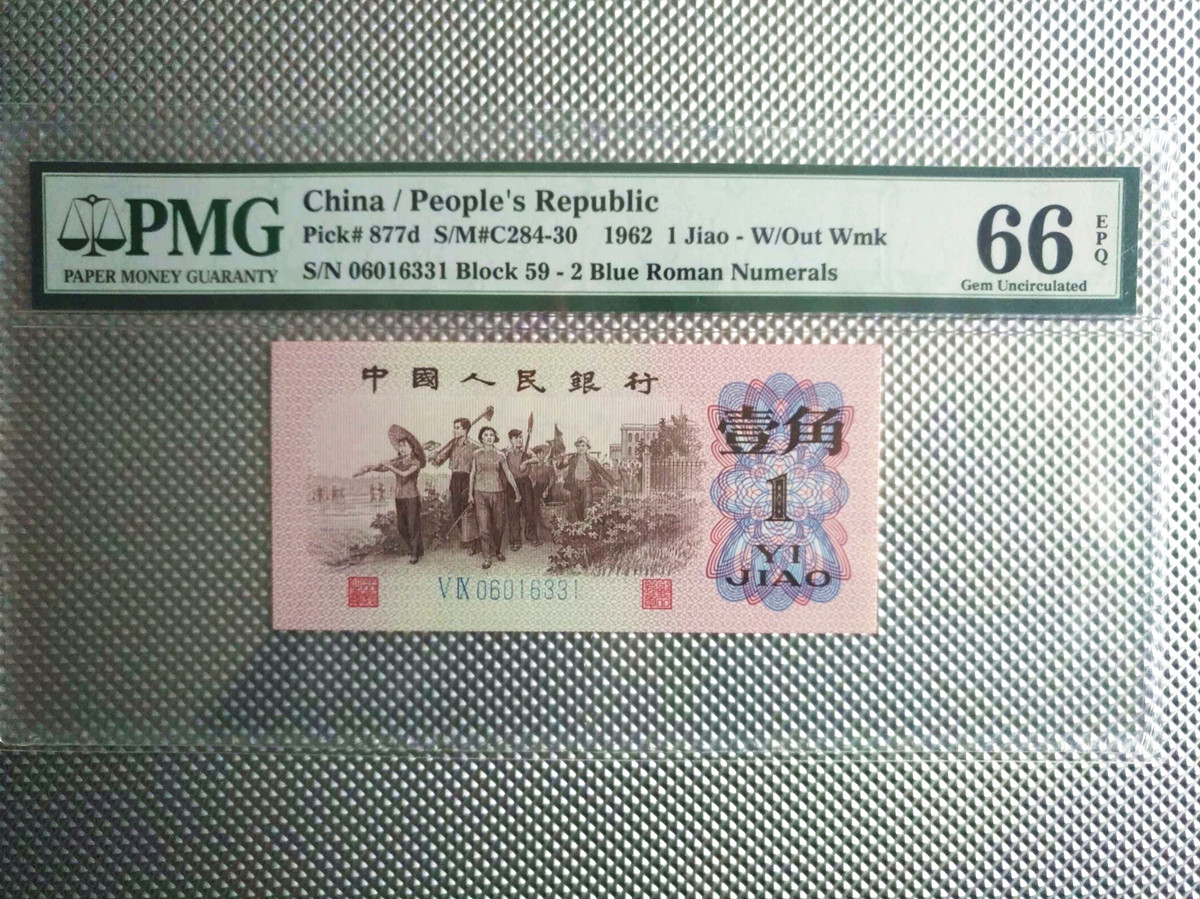 PMG
PAPER MONEY GUARANTY
China / People's Republic
Pick# 877d S/M#C284-30 1962 1 Jiao - W/Out Wmk
S/N 06016331 Block 59 - 2 Blue Roman Numerals
66
EPQ
Gem Uncirculated
中國人民銀行
壹角
1
YI
JIAO
V IX 06016331